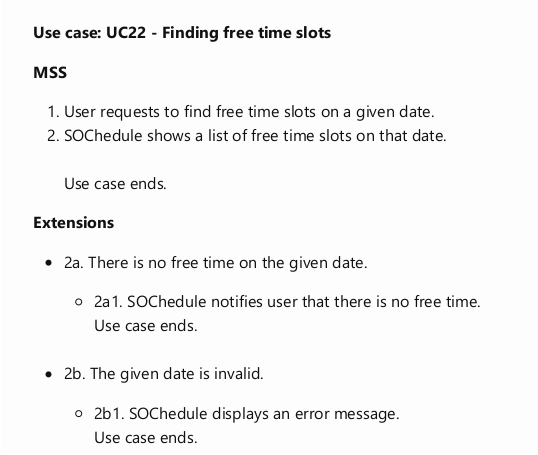 Use case: UC22 - Finding free time slots
MSS
1. User requests to find free time slots on a given date.
2. SOChedule shows a list of free time slots on that date.
Use case ends.
Extensions
• 2a. There is no free time on the given date.
○ 2a1. SOChedule notifies user that there is no free time.
Use case ends.
• 2b. The given date is invalid.
○ 2b1. SOChedule displays an error message.
Use case ends.